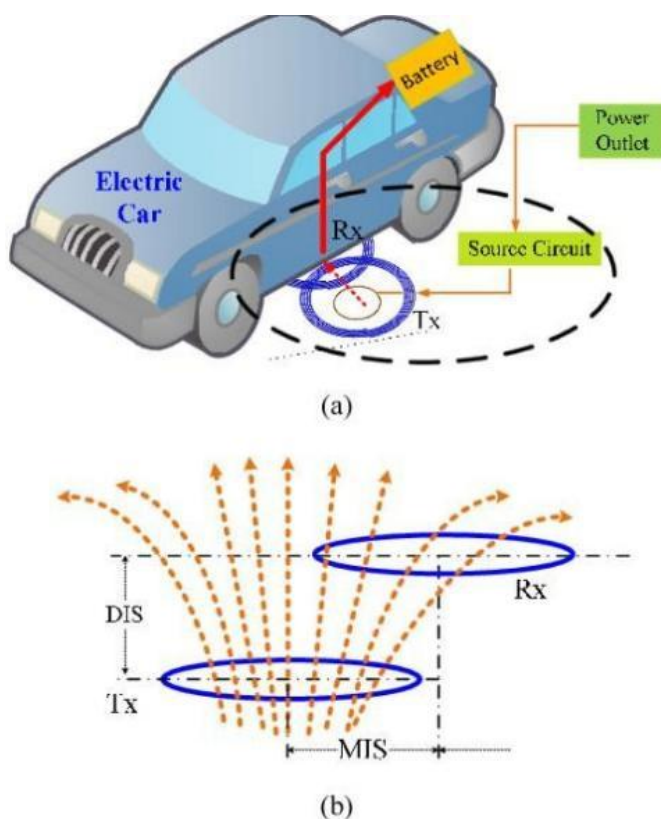 Battery
Power
Outlet
Electric
Car
Rx
Source Circuit
Tx
(a)
DIS
Rx
Tx
MIS
(b)